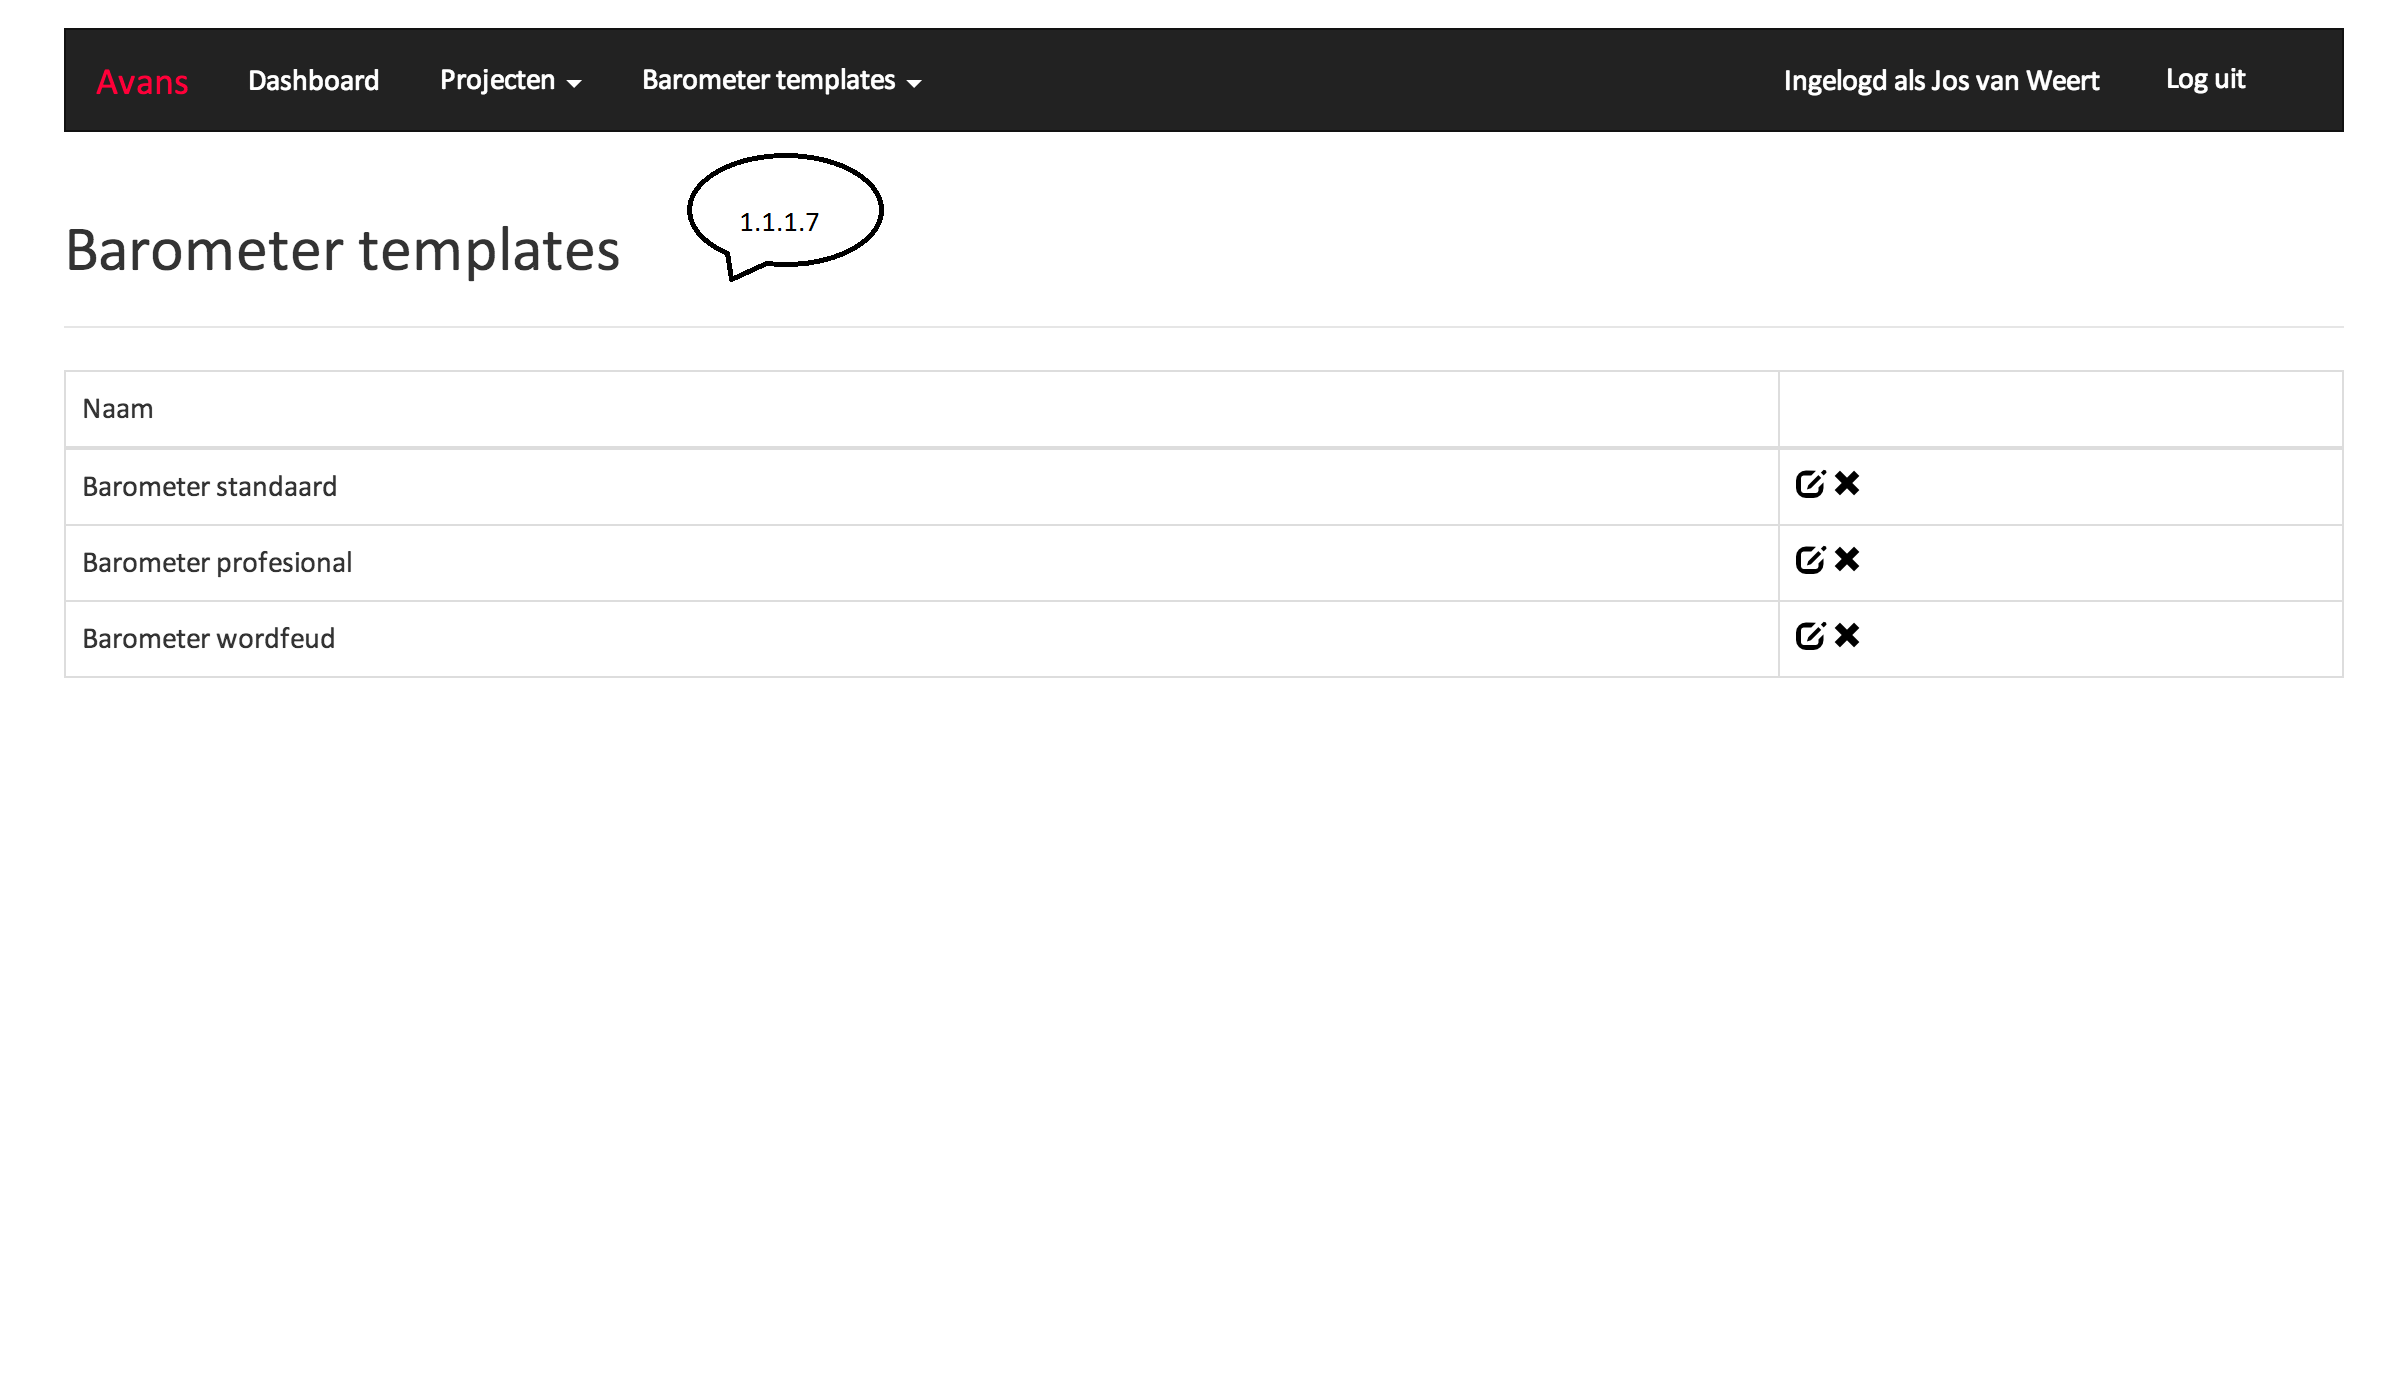 Avans Dashboard Projecten Barometer templates Ingelogd als Jos van Weert Log uit
1.1.1.7
Barometer templates
Naam
Barometer standaard
Barometer profesional
Barometer wordfeud